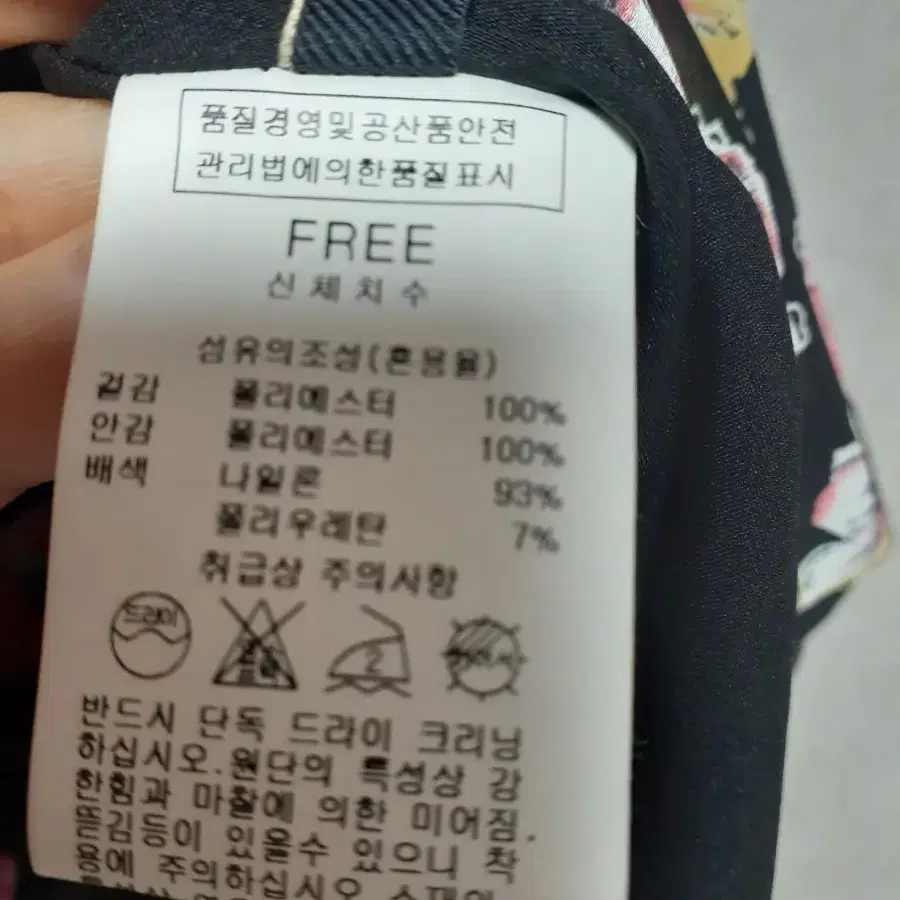 품질경영및공산품안전
관리법에의한품질표시
FREE
신체치수
섬유의조성(혼용율)
겉감 폴리에스터 100%
안감 폴리에스터 100%
배색 나일론 93%
폴리우레탄 7%
취급상 주의사항
드라이
2
반드시 단독 드라이 크리닝
하십시오.원단의 특성상 강
한힘과 마찰에 의한 미어짐.
뜯김등이 있을수 있으니 착
용에 주의하십시오